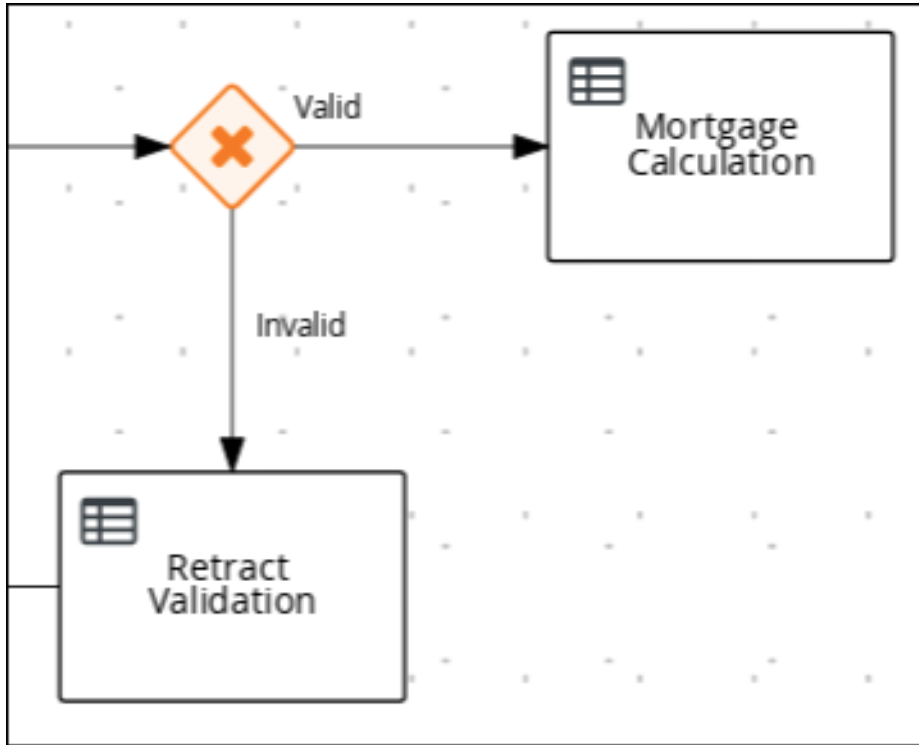 Valid
Mortgage
Calculation
Invalid
Retract
Validation